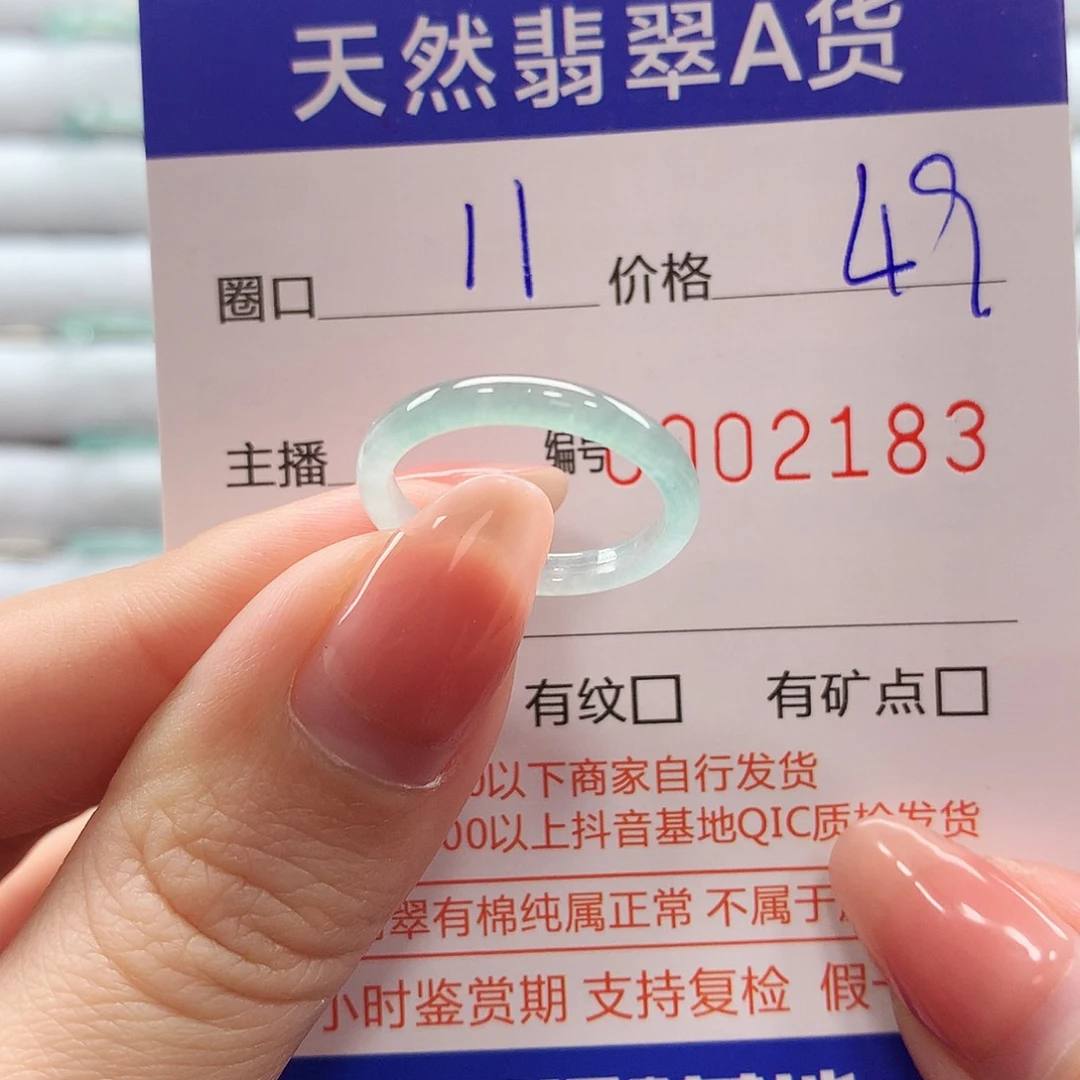 天然翡翠A货
圈口 11 价格 49
主播 编号 0002183
有纹□ 有矿点□
0以下商家自行发货
00以上抖音基地QIC质检发货
翠有棉纯属正常 不属于
小时鉴赏期 支持复检 假一